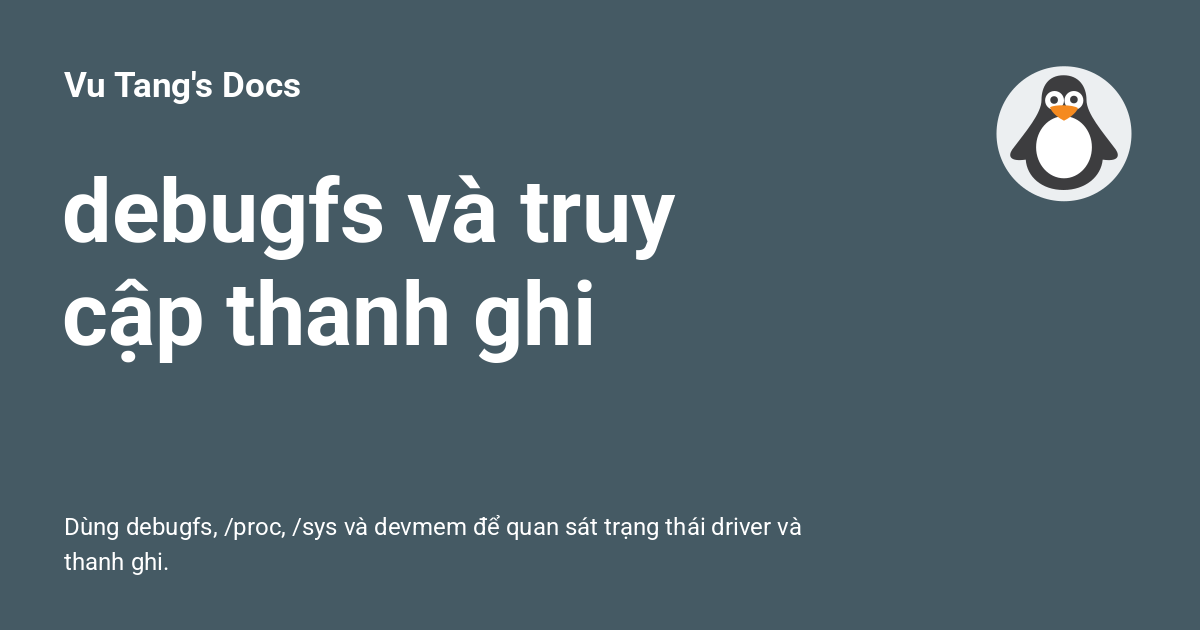 Vu Tang's Docs
debugfs và truy
cập thanh ghi
Dùng debugfs, /proc, /sys và devmem để quan sát trạng thái driver và
thanh ghi.